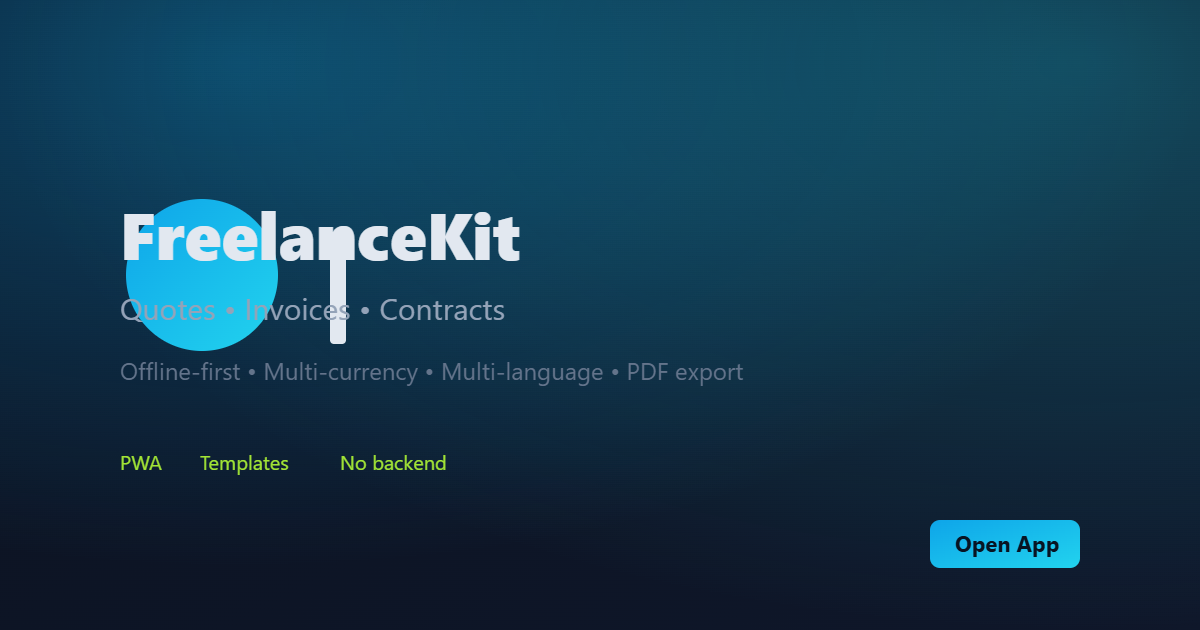 FreelanceKit
Quotes • Invoices • Contracts
Offline-first • Multi-currency • Multi-language • PDF export
PWA Templates No backend
Open App